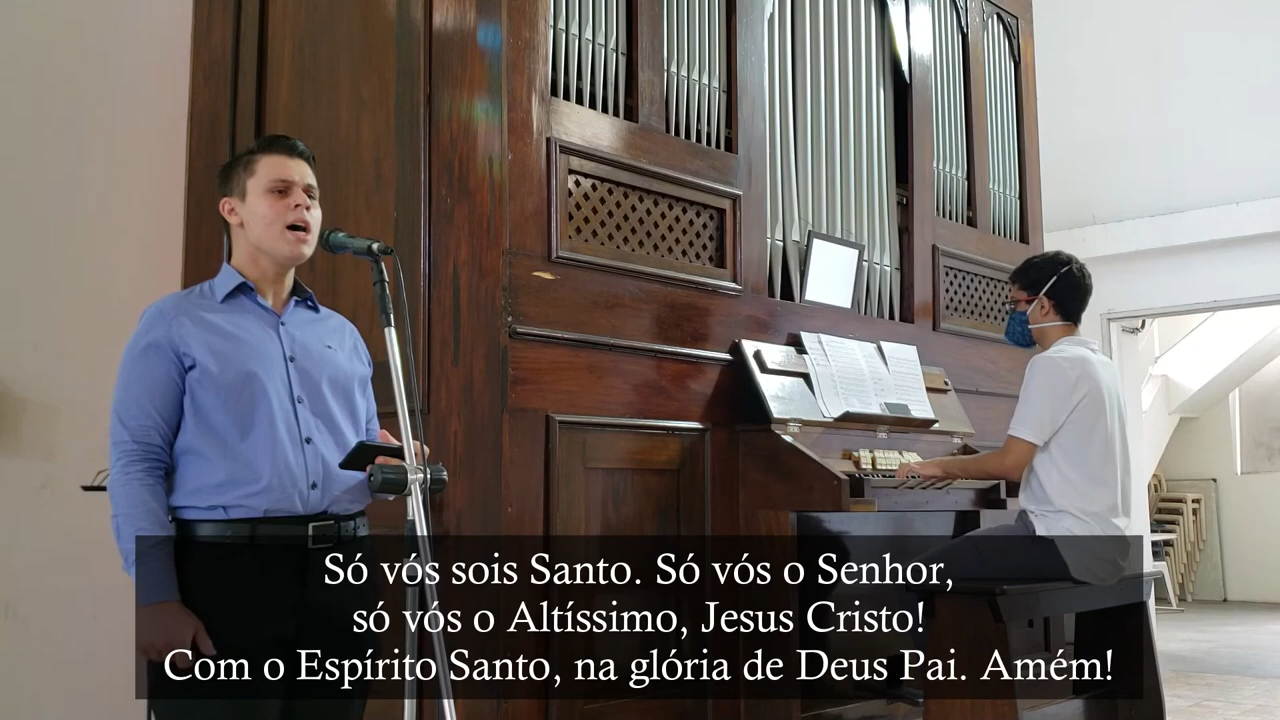 Só vós sois Santo. Só vós o Senhor,
só vós o Altíssimo, Jesus Cristo!
Com o Espírito Santo, na glória de Deus Pai. Amém!